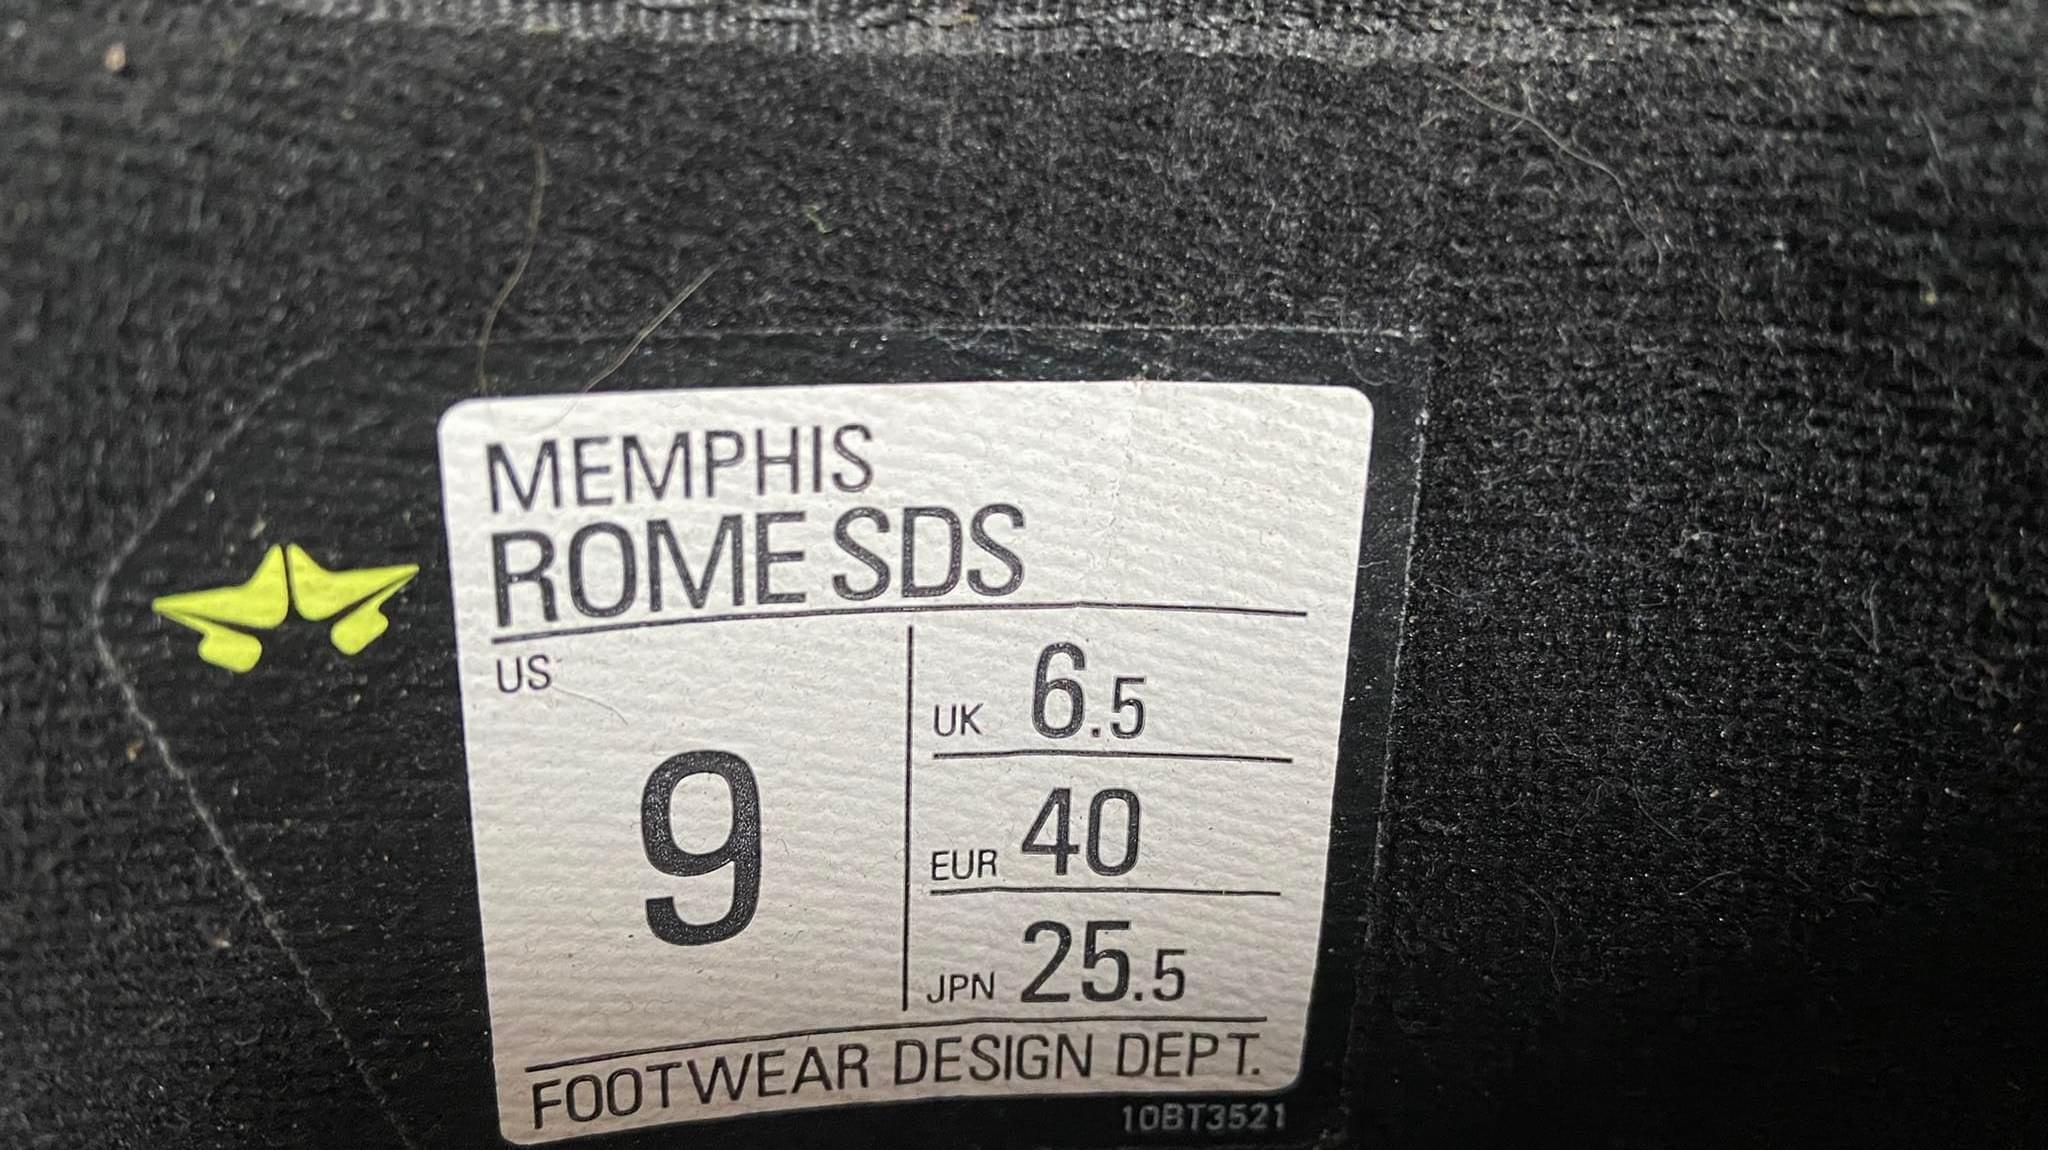 MEMPHIS
ROME SDS
US 9
UK 6.5
EUR 40
JPN 25.5
FOOTWEAR DESIGN DEPT.
10BT3521